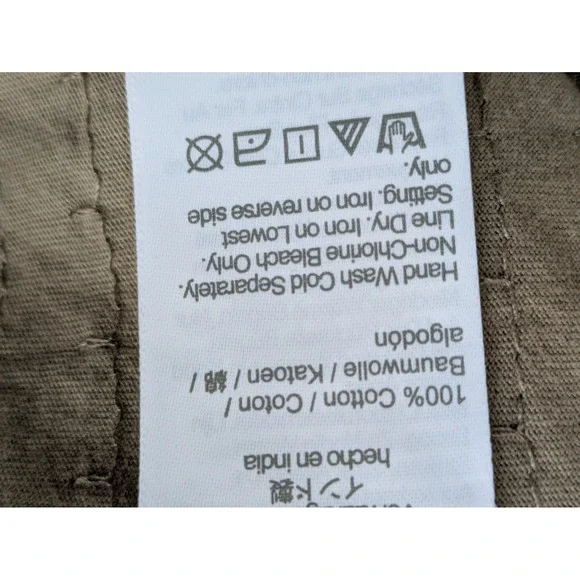 インド製
hecho en india
100% Cotton / Coton /
Baumwolle / Katoen / 綿 /
algodón
Hand Wash Cold Separately.
Non-Chlorine Bleach Only.
Line Dry. Iron on Lowest
Setting. Iron on reverse side
only.